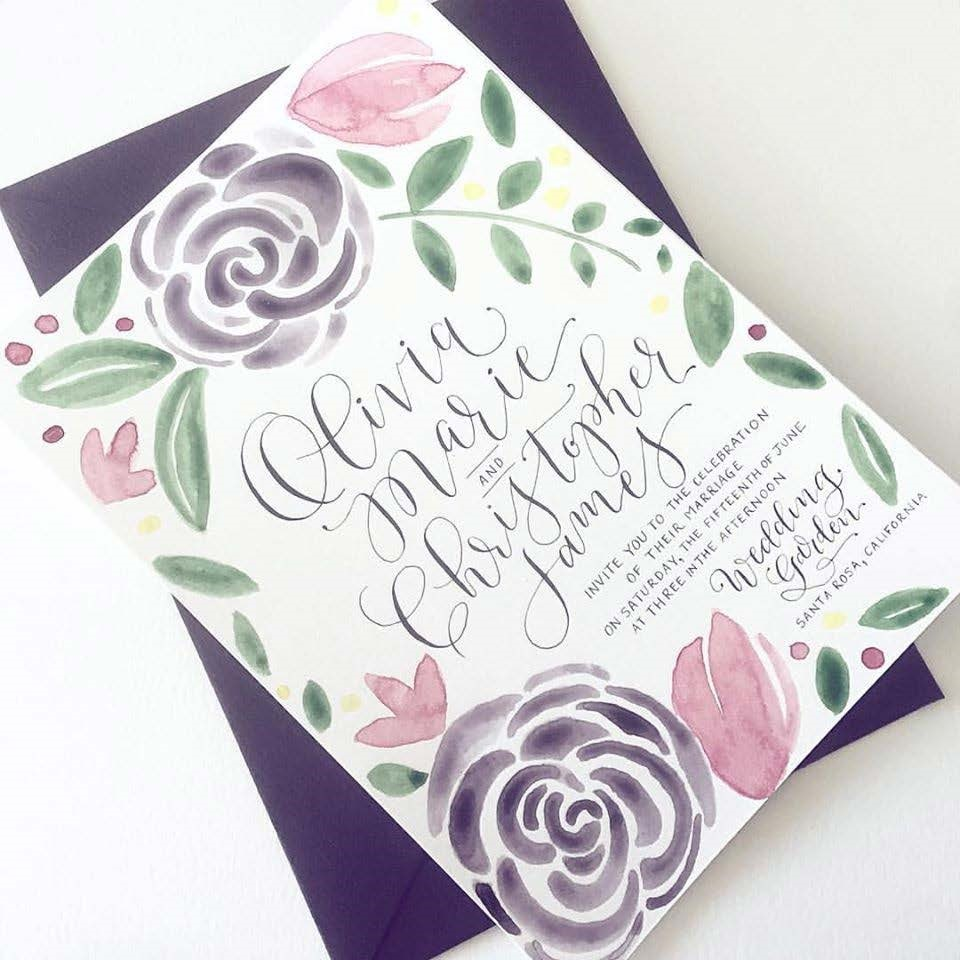 Olivia
Marie
AND
Christopher
James
INVITE YOU TO THE CELEBRATION
OF THEIR MARRIAGE
ON SATURDAY, THE FIFTEENTH OF JUNE
AT THREE IN THE AFTERNOON
Wedding
Garden
SANTA ROSA, CALIFORNIA